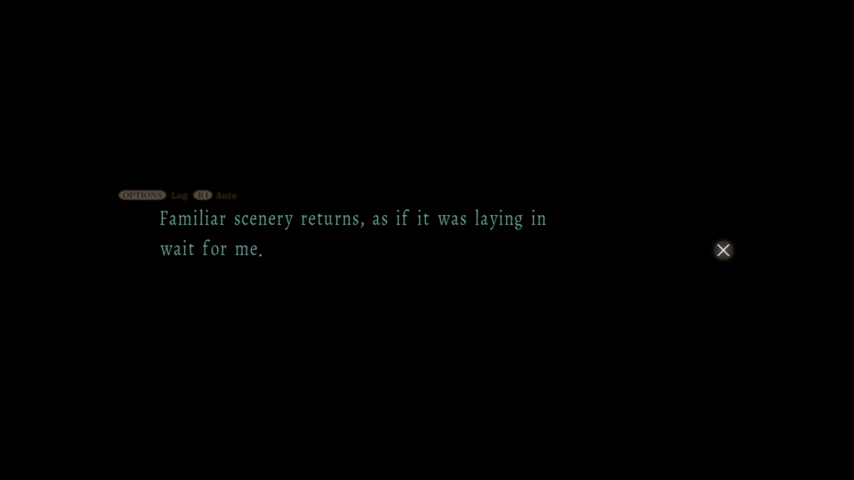 OPTIONS Log R1 Auto
Familiar scenery returns, as if it was laying in
wait for me.